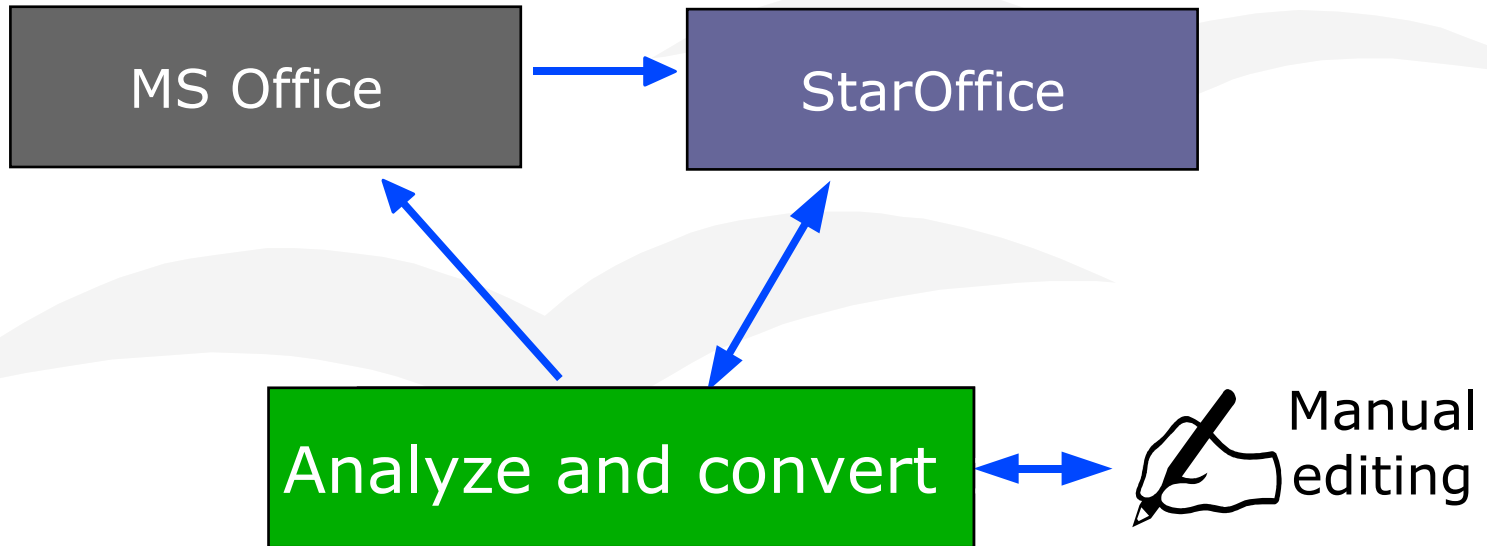 MS Office
StarOffice
Analyze and convert
Manual
editing